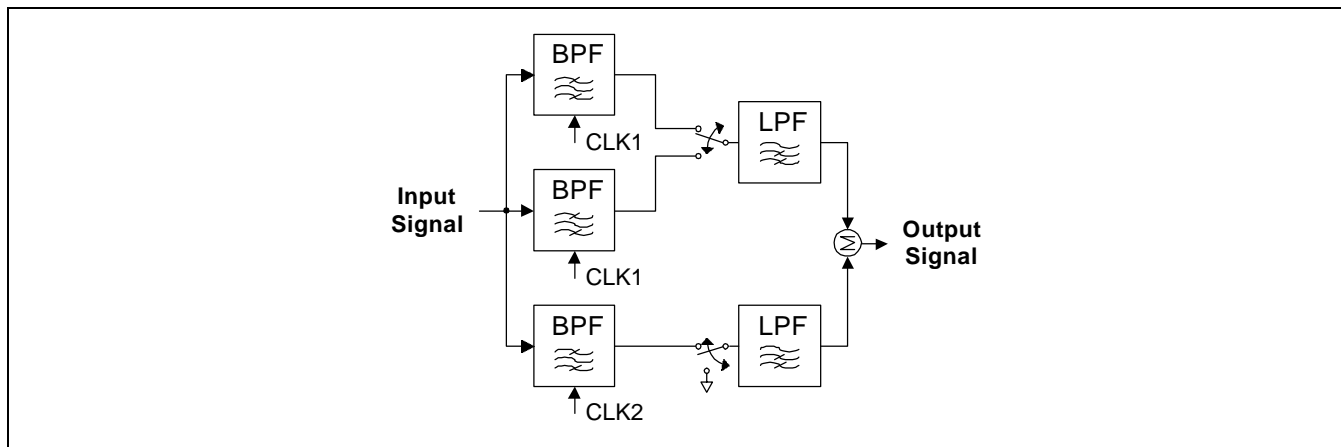 BPF
CLK1
LPF
BPF
CLK1
Input
Signal
Σ
Output
Signal
BPF
CLK2
LPF